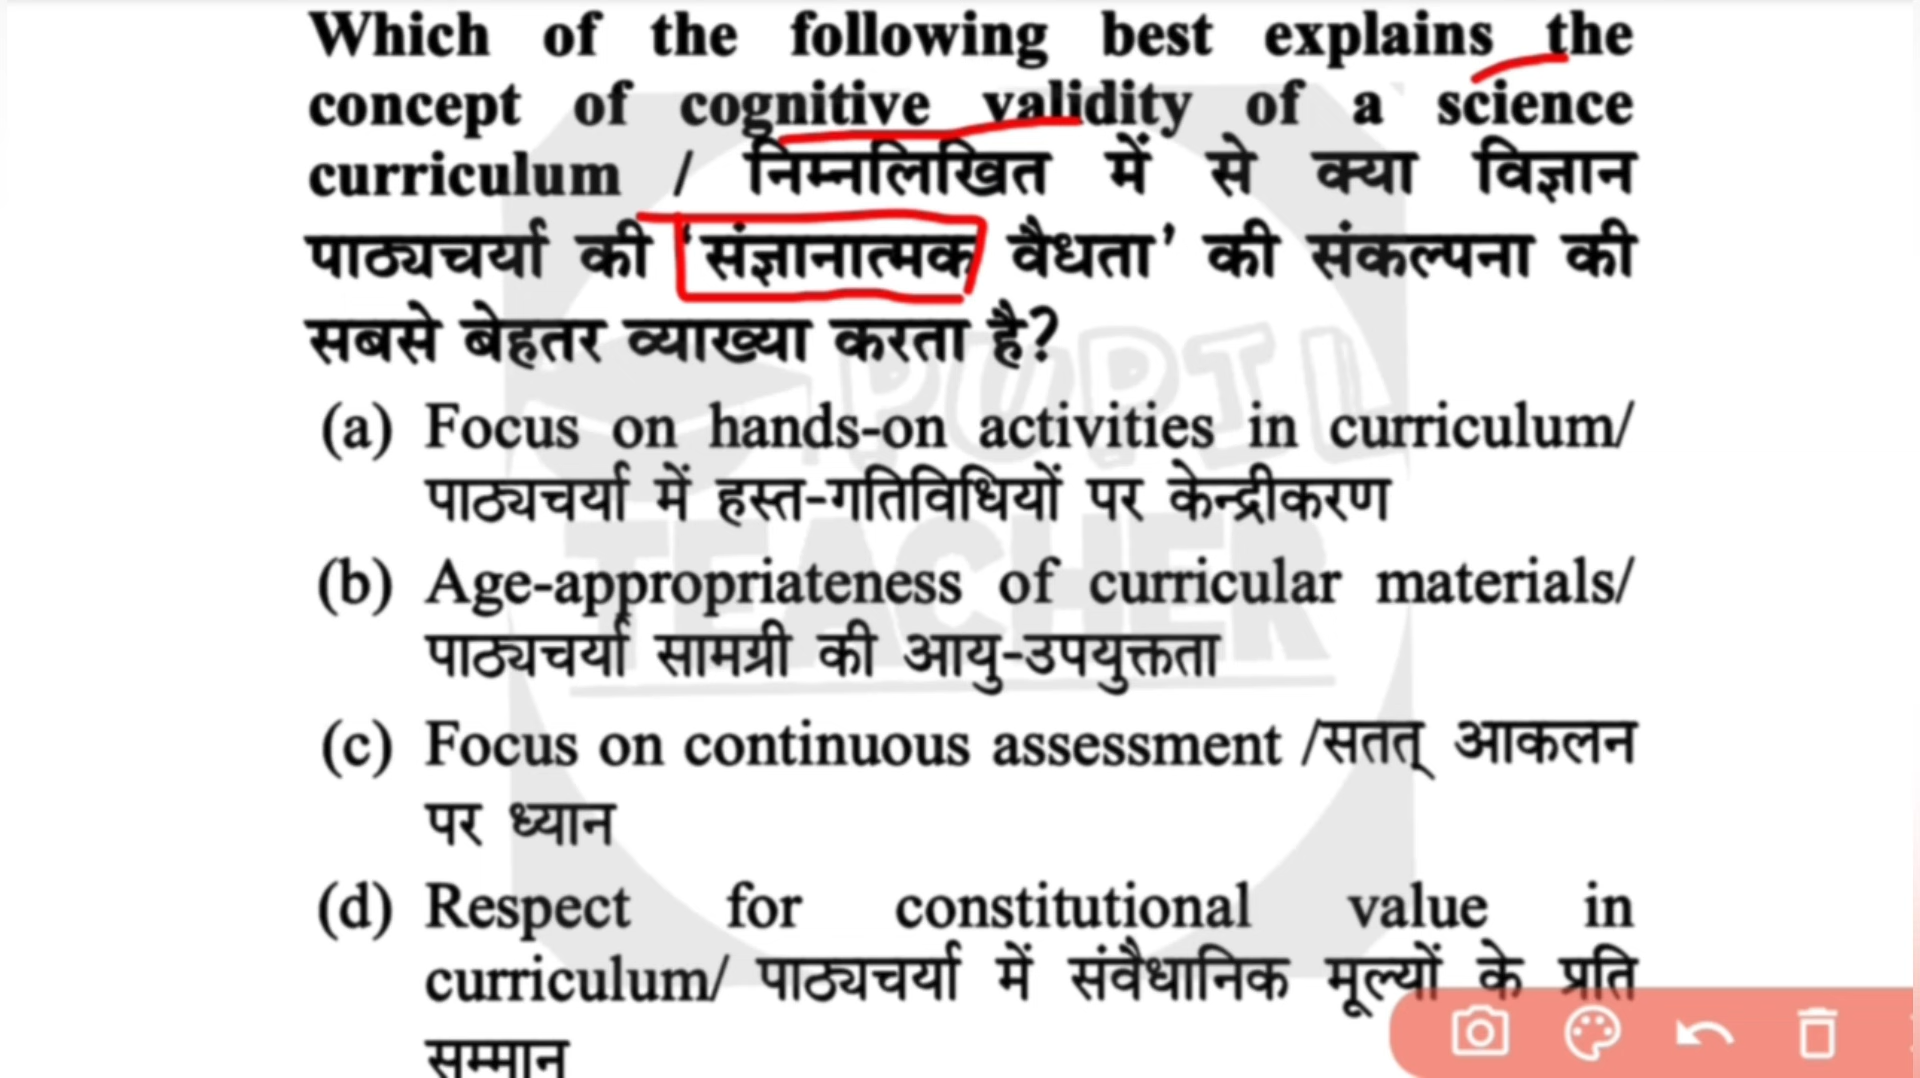 Which of the following best explains the
concept of cognitive validity of a science
curriculum / निम्नलिखित में से क्या विज्ञान
पाठ्यचर्या की ‘संज्ञानात्मक वैधता’ की संकल्पना की
सबसे बेहतर व्याख्या करता है?
(a) Focus on hands-on activities in curriculum/
पाठ्यचर्या में हस्त-गतिविधियों पर केन्द्रीकरण
(b) Age-appropriateness of curricular materials/
पाठ्यचर्या सामग्री की आयु-उपयुक्तता
(c) Focus on continuous assessment /सतत् आकलन
पर ध्यान
(d) Respect for constitutional value in
curriculum/ पाठ्यचर्या में संवैधानिक मूल्यों के प्रति
सम्मान
TEACHER